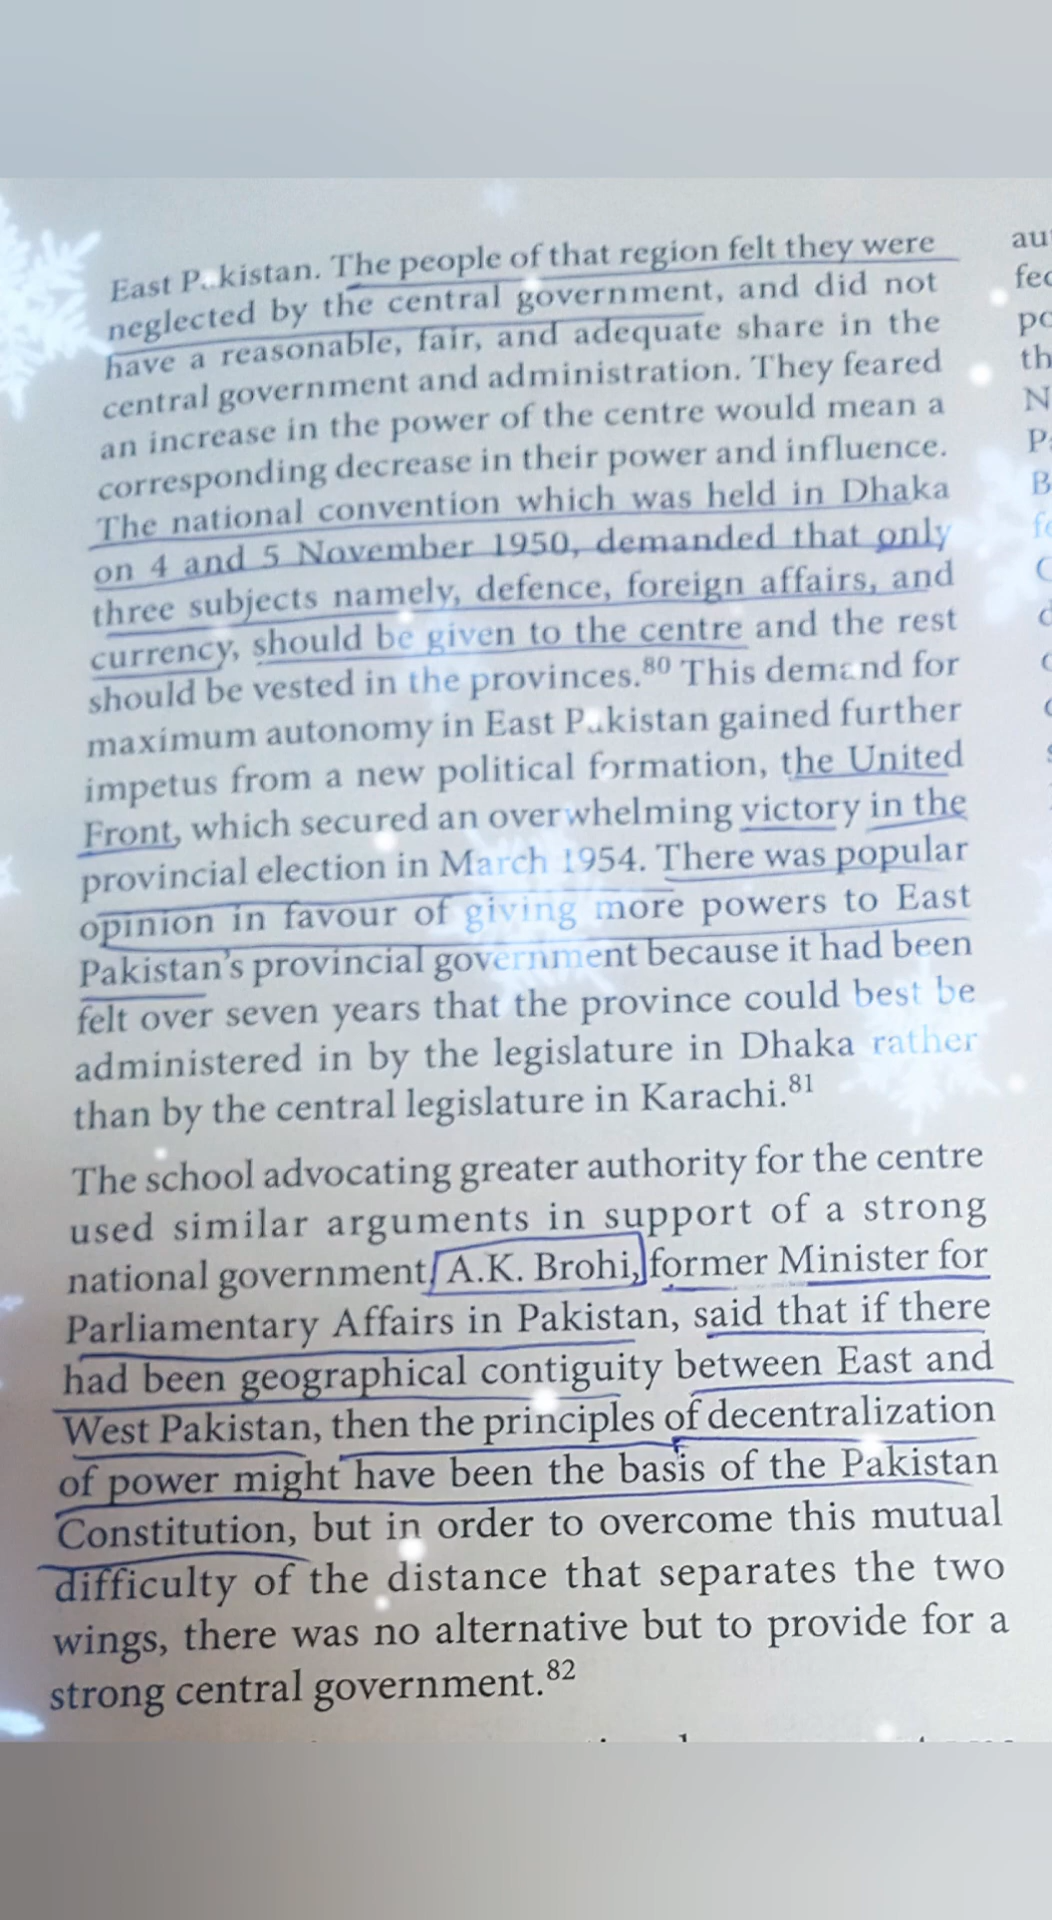 East Pakistan. The people of that region felt they were
neglected by the central government, and did not
have a reasonable, fair, and adequate share in the
central government and administration. They feared
an increase in the power of the centre would mean a
corresponding decrease in their power and influence.
The national convention which was held in Dhaka
on 4 and 5 November 1950, demanded that only
three subjects namely, defence, foreign affairs, and
currency, should be given to the centre and the rest
should be vested in the provinces.80 This demand for
maximum autonomy in East Pakistan gained further
impetus from a new political formation, the United
Front, which secured an overwhelming victory in the
provincial election in March 1954. There was popular
opinion in favour of giving more powers to East
Pakistan's provincial government because it had been
felt over seven years that the province could best be
administered in by the legislature in Dhaka rather
than by the central legislature in Karachi.81
The school advocating greater authority for the centre
used similar arguments in support of a strong
national government. A.K. Brohi, former Minister for
Parliamentary Affairs in Pakistan, said that if there
had been geographical contiguity between East and
West Pakistan, then the principles of decentralization
of power might have been the basis of the Pakistan
Constitution, but in order to overcome this mutual
difficulty of the distance that separates the two
wings, there was no alternative but to provide for a
strong central government.82